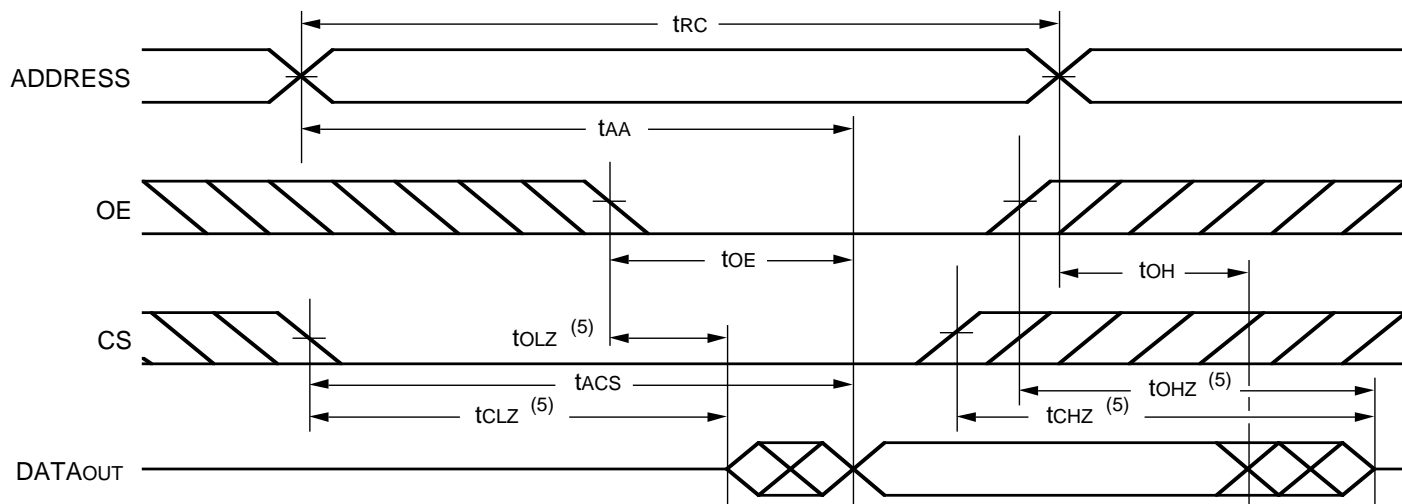 tRC
ADDRESS
tAA
OE
tOE
tOH
CS
tOLZ (5)
tACS
tOHZ (5)
tCLZ (5)
tCHZ (5)
DATAOUT